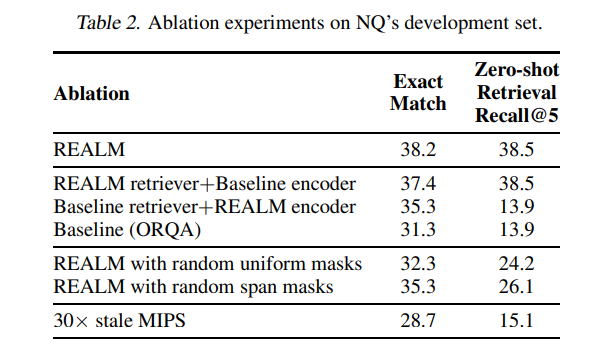 Table 2. Ablation experiments on NQ's development set.
Ablation Exact Match Zero-shot Retrieval Recall@5
REALM 38.2 38.5
REALM retriever+Baseline encoder 37.4 38.5
Baseline retriever+REALM encoder 35.3 13.9
Baseline (ORQA) 31.3 13.9
REALM with random uniform masks 32.3 24.2
REALM with random span masks 35.3 26.1
30× stale MIPS 28.7 15.1